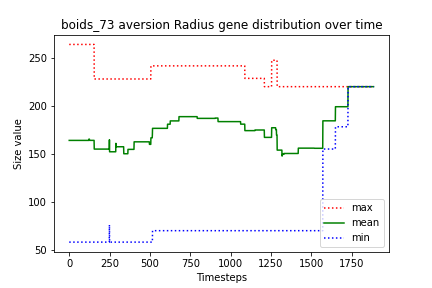 boids_73 aversion Radius gene distribution over time
Size value
250
200
150
100
50
0
250
500
750
1000
1250
1500
1750
Timesteps
max
mean
min